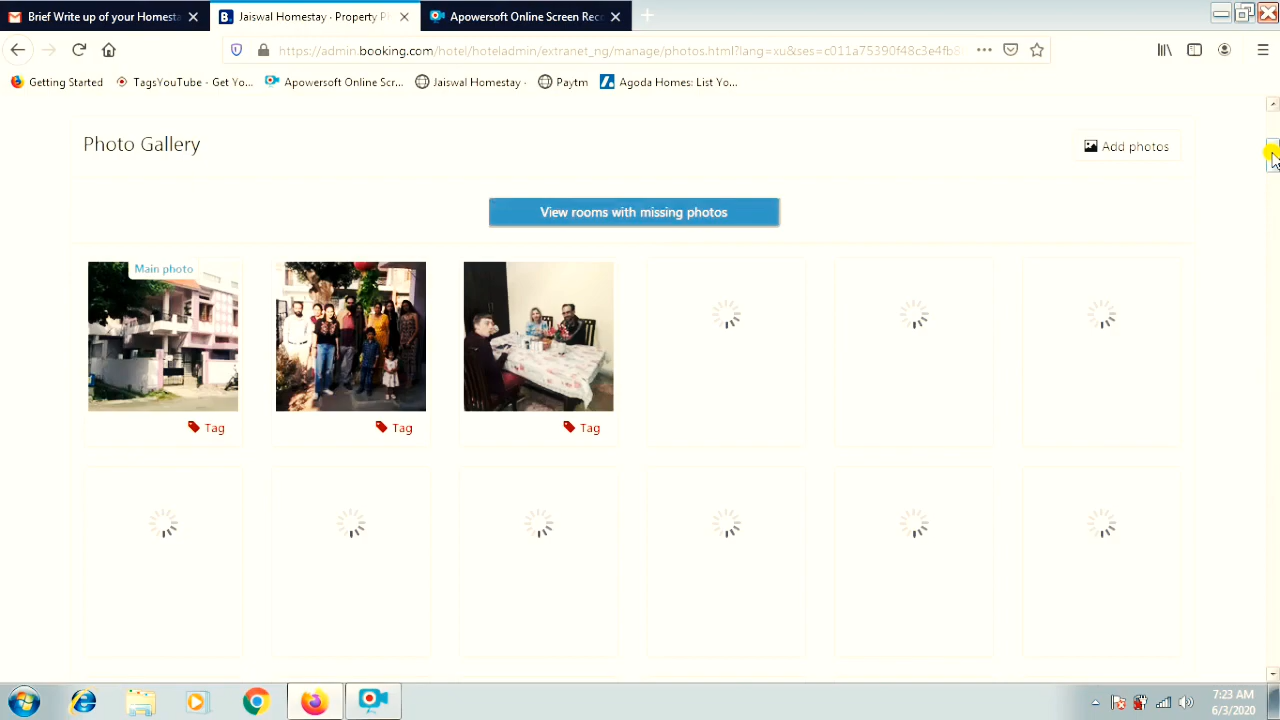 Brief Write up of your Homesta
Jaiswal Homestay · Property P
Apowersoft Online Screen Rec
https://admin.booking.com/hotel/hoteladmin/extranet_ng/manage/photos.html?lang=xu&ses=c011a75390f48c3e4fb8
Getting Started
TagsYouTube - Get Yo...
Apowersoft Online Scr...
Jaiswal Homestay ·
Paytm
Agoda Homes: List Yo...
Photo Gallery
Add photos
View rooms with missing photos
Main photo
Tag
Tag
Tag
7:23 AM
6/3/2020